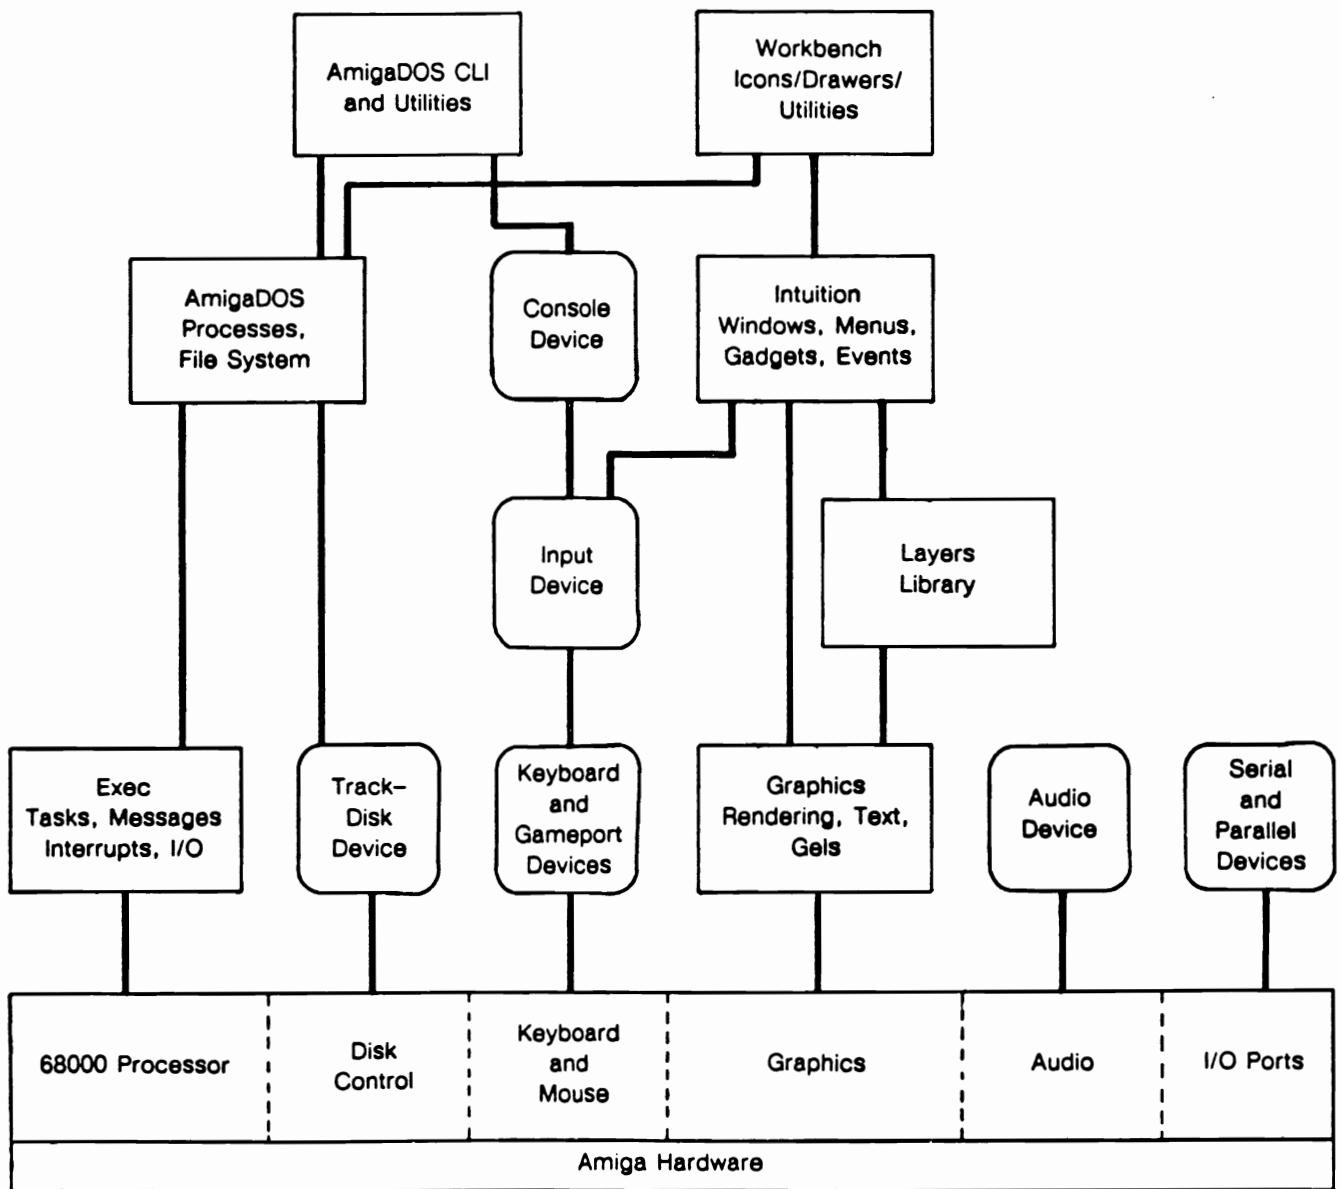 AmigaDOS CLI
and Utilities
Workbench
Icons/Drawers/
Utilities
AmigaDOS
Processes,
File System
Console
Device
Intuition
Windows, Menus,
Gadgets, Events
Input
Device
Layers
Library
Exec
Tasks, Messages
Interrupts, I/O
Track-
Disk
Device
Keyboard
and
Gameport
Devices
Graphics
Rendering, Text,
Gels
Audio
Device
Serial
and
Parallel
Devices
68000 Processor
Disk
Control
Keyboard
and
Mouse
Graphics
Audio
I/O Ports
Amiga Hardware